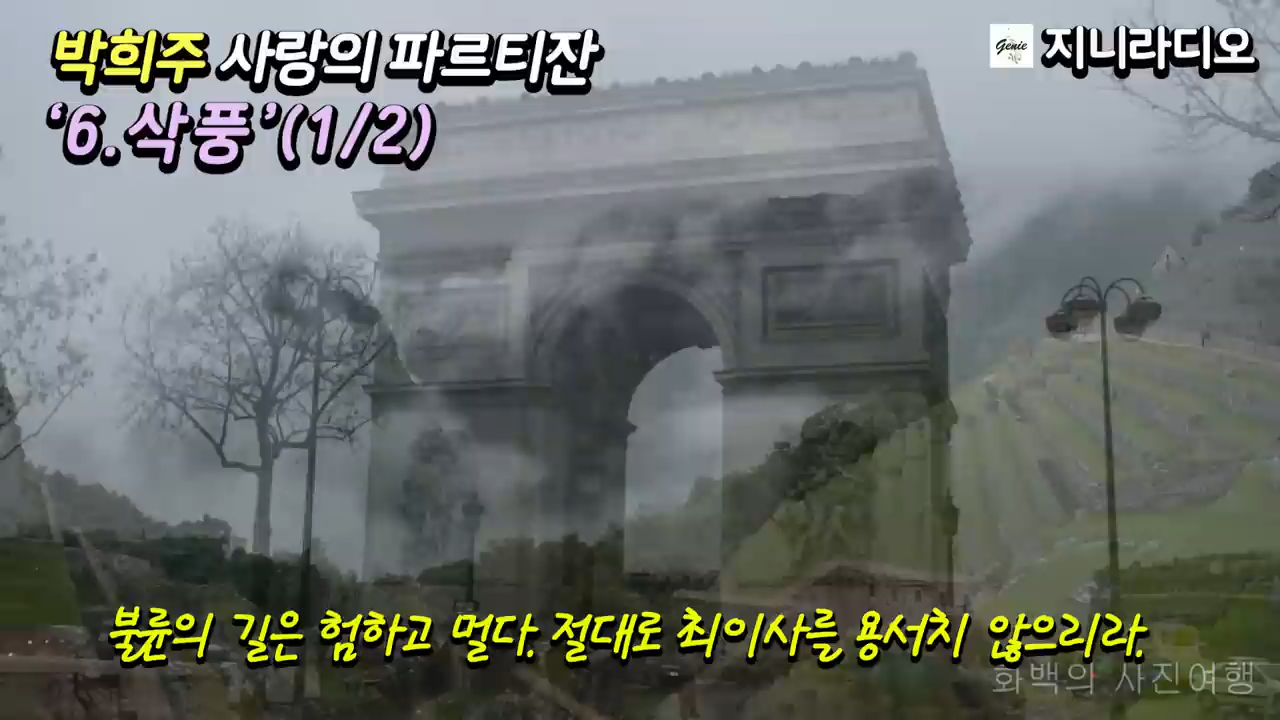 박희주 사랑의 파르티잔
Genie
지니라디오
‘6.삭풍’(1/2)
불륜의 길은 험하고 멀다. 절대로 최이사를 용서치 않으리라.
화백의 사진여행